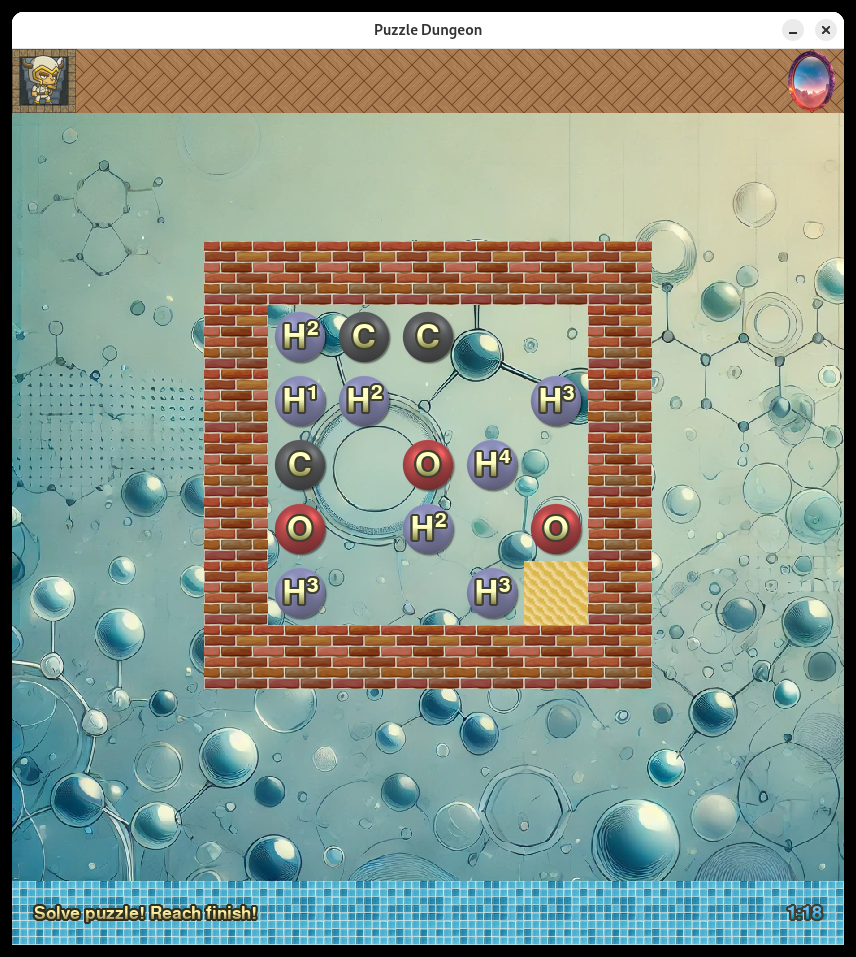 Puzzle Dungeon
H² C C
H¹ H² H³
C O H⁴
O H² O
H³ H³
Solve puzzle! Reach finish! 1:18